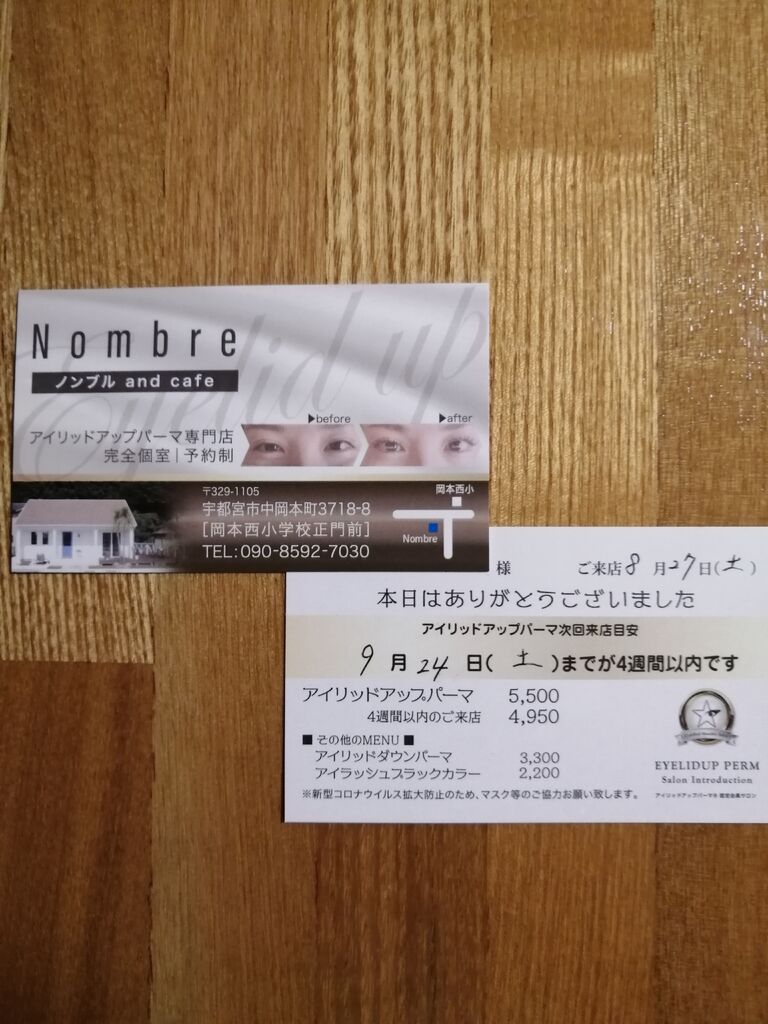 Eyelid up
Nombre
ノンブル and cafe
▶before
▶after
アイリッドアップパーマ専門店
完全個室|予約制
〒329-1105
宇都宮市中岡本町3718-8
[岡本西小学校正門前]
TEL:090-8592-7030
岡本西小
Nombre
様 ご来店8月27日(土)
本日はありがとうございました
アイリッドアップパーマ次回来店目安
9月24日(土)までが4週間以内です
アイリッドアップパーマ 5,500
4週間以内のご来店 4,950
■ その他のMENU ■
アイリッドダウンパーマ 3,300
アイラッシュブラックカラー 2,200
※新型コロナウイルス拡大防止のため、マスク等のご協力お願い致します。
EYELIDUP PERM
Salon Introduction